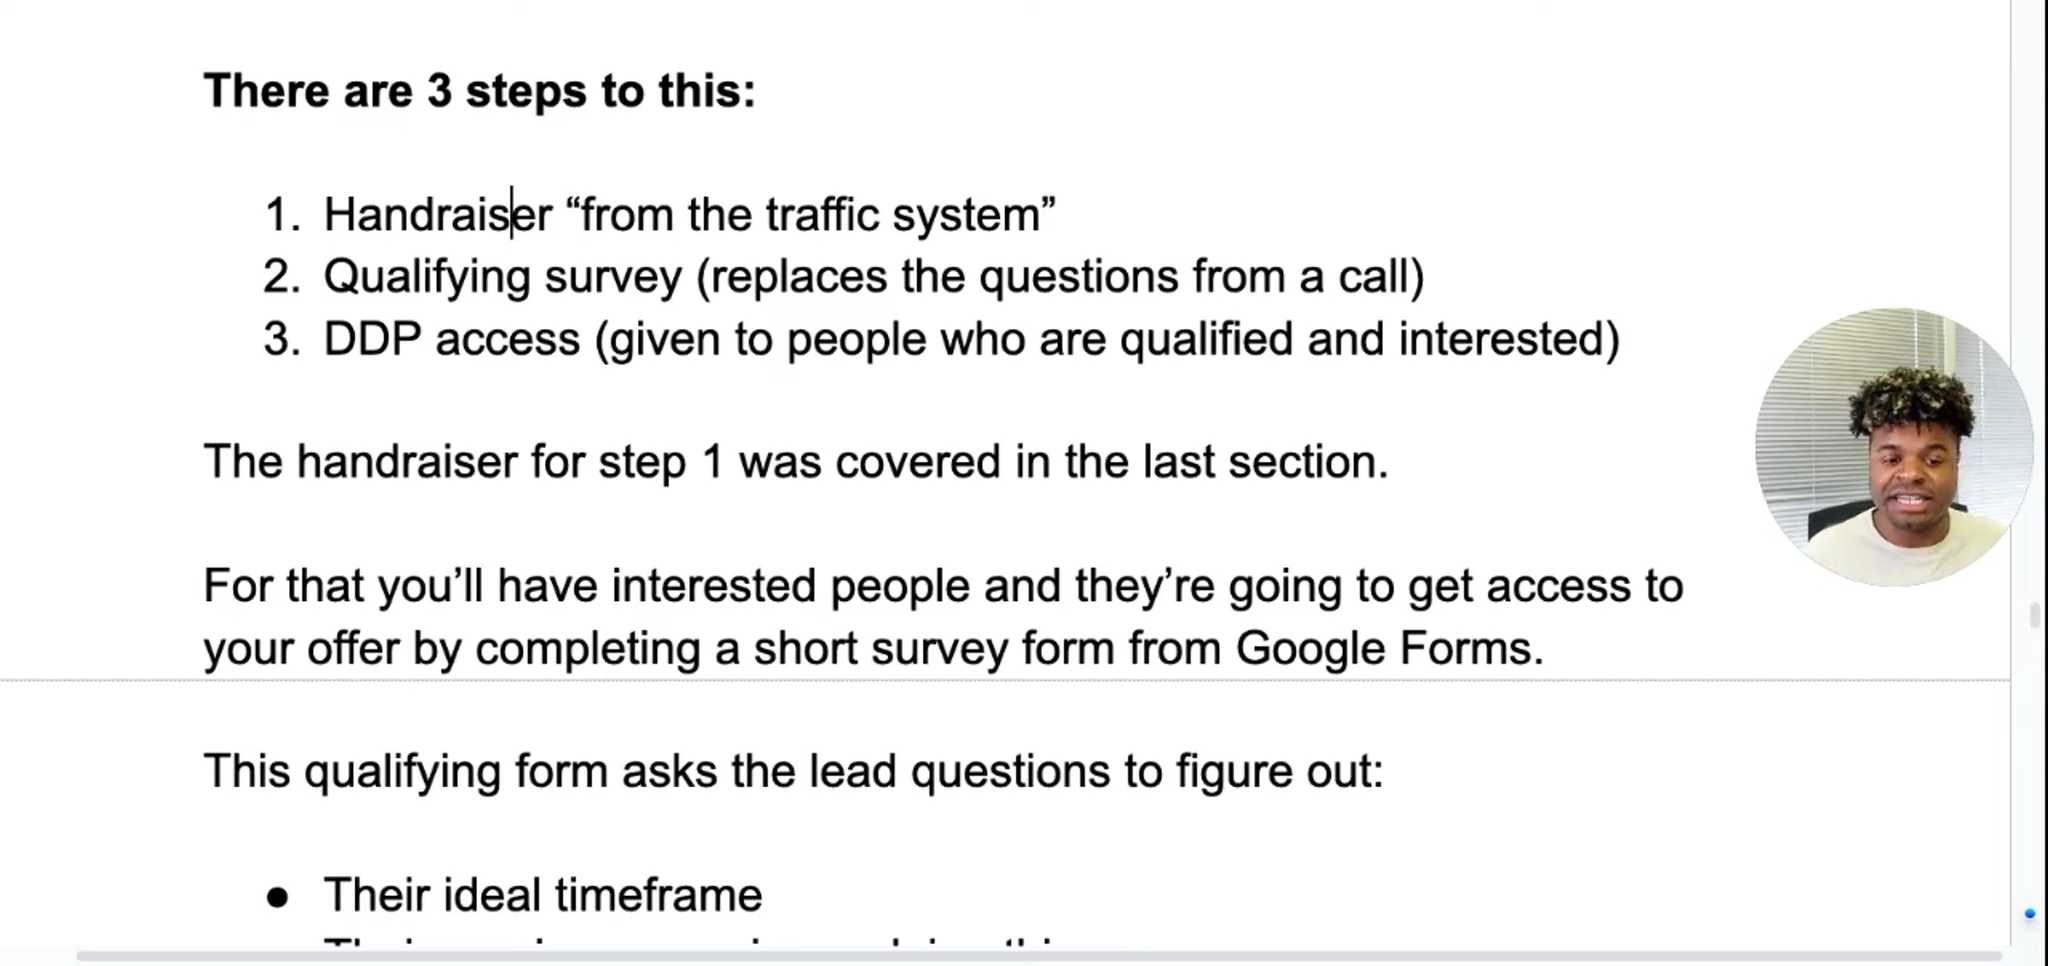 There are 3 steps to this:
1. Handraiser “from the traffic system”
2. Qualifying survey (replaces the questions from a call)
3. DDP access (given to people who are qualified and interested)
The handraiser for step 1 was covered in the last section.
For that you’ll have interested people and they’re going to get access to
your offer by completing a short survey form from Google Forms.
This qualifying form asks the lead questions to figure out:
● Their ideal timeframe